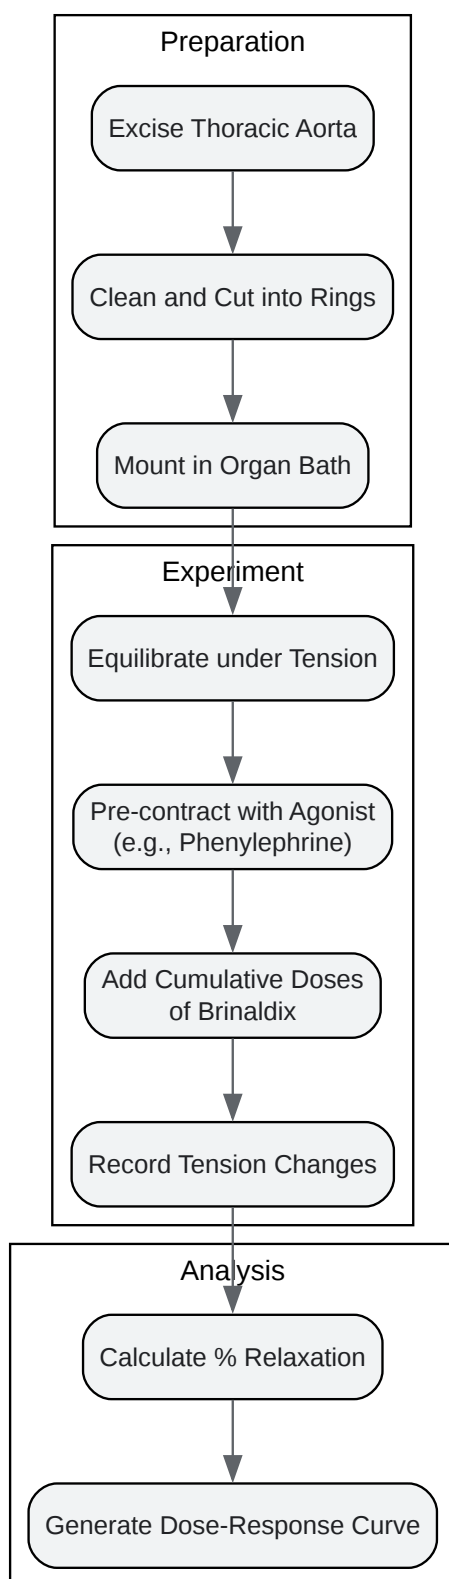 Preparation
Excise Thoracic Aorta
Clean and Cut into Rings
Mount in Organ Bath
Experiment
Equilibrate under Tension
Pre-contract with Agonist
(e.g., Phenylephrine)
Add Cumulative Doses
of Brinaldix
Record Tension Changes
Analysis
Calculate % Relaxation
Generate Dose-Response Curve